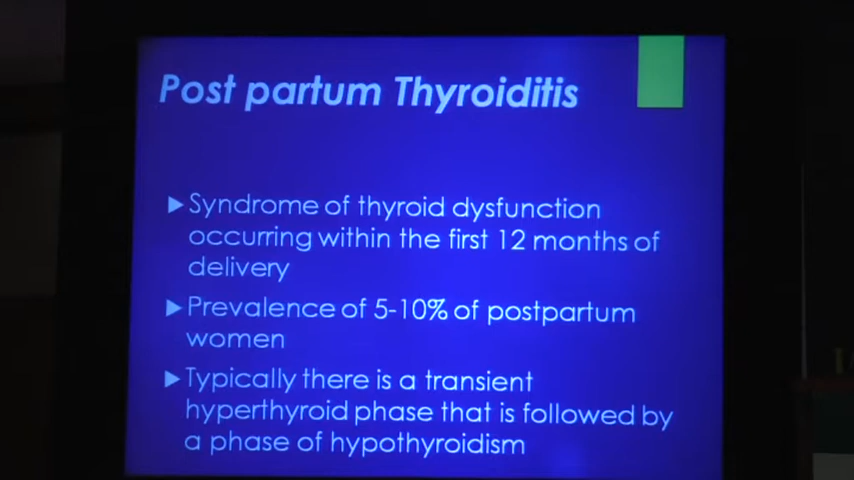 Post partum Thyroiditis
Syndrome of thyroid dysfunction
occurring within the first 12 months of
delivery
Prevalence of 5-10% of postpartum
women
Typically there is a transient
hyperthyroid phase that is followed by
a phase of hypothyroidism